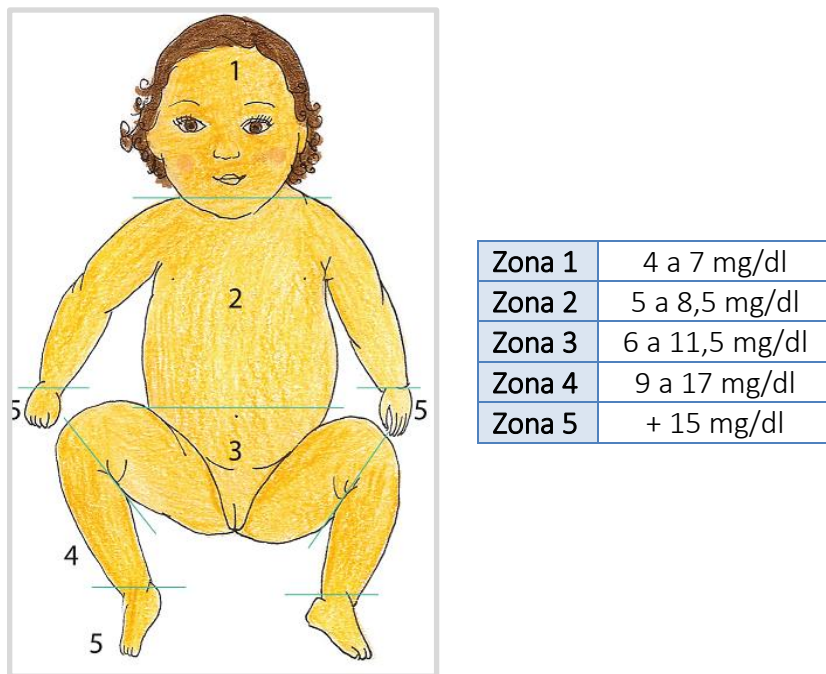 1
2
5
5
3
4
5
Zona 1 4 a 7 mg/dl
Zona 2 5 a 8,5 mg/dl
Zona 3 6 a 11,5 mg/dl
Zona 4 9 a 17 mg/dl
Zona 5 + 15 mg/dl